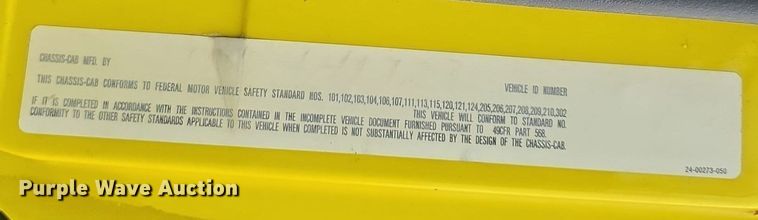 CHASSIS-CAB MFD. BY
VEHICLE ID NUMBER
THIS CHASSIS-CAB CONFORMS TO FEDERAL MOTOR VEHICLE SAFETY STANDARD NOS. 101,102,103,104,106,107,111,113,115,120,121,124,205,206,207,208,209,210,302
THIS VEHICLE WILL CONFORM TO STANDARD NO.
IF IT IS COMPLETED IN ACCORDANCE WITH THE INSTRUCTIONS CONTAINED IN THE INCOMPLETE VEHICLE DOCUMENT FURNISHED PURSUANT TO 49CFR PART 568.
CONFORMITY TO THE OTHER SAFETY STANDARDS APPLICABLE TO THIS VEHICLE WHEN COMPLETED IS NOT SUBSTANTIALLY AFFECTED BY THE DESIGN OF THE CHASSIS-CAB.
24-00273-050
Purple Wave Auction